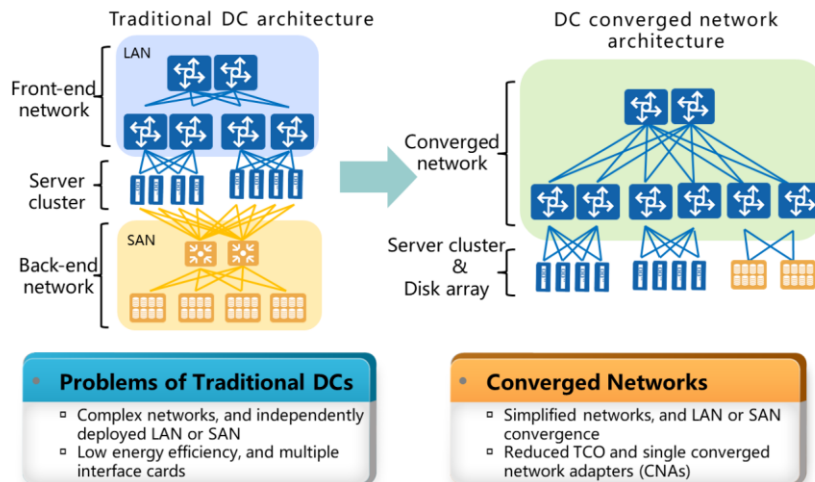 Traditional DC architecture
LAN
Front-end
network
Server
cluster
SAN
Back-end
network
DC converged network
architecture
Converged
network
Server cluster
&
Disk array
Problems of Traditional DCs
Complex networks, and independently
deployed LAN or SAN
Low energy efficiency, and multiple
interface cards
Converged Networks
Simplified networks, and LAN or SAN
convergence
Reduced TCO and single converged
network adapters (CNAs)